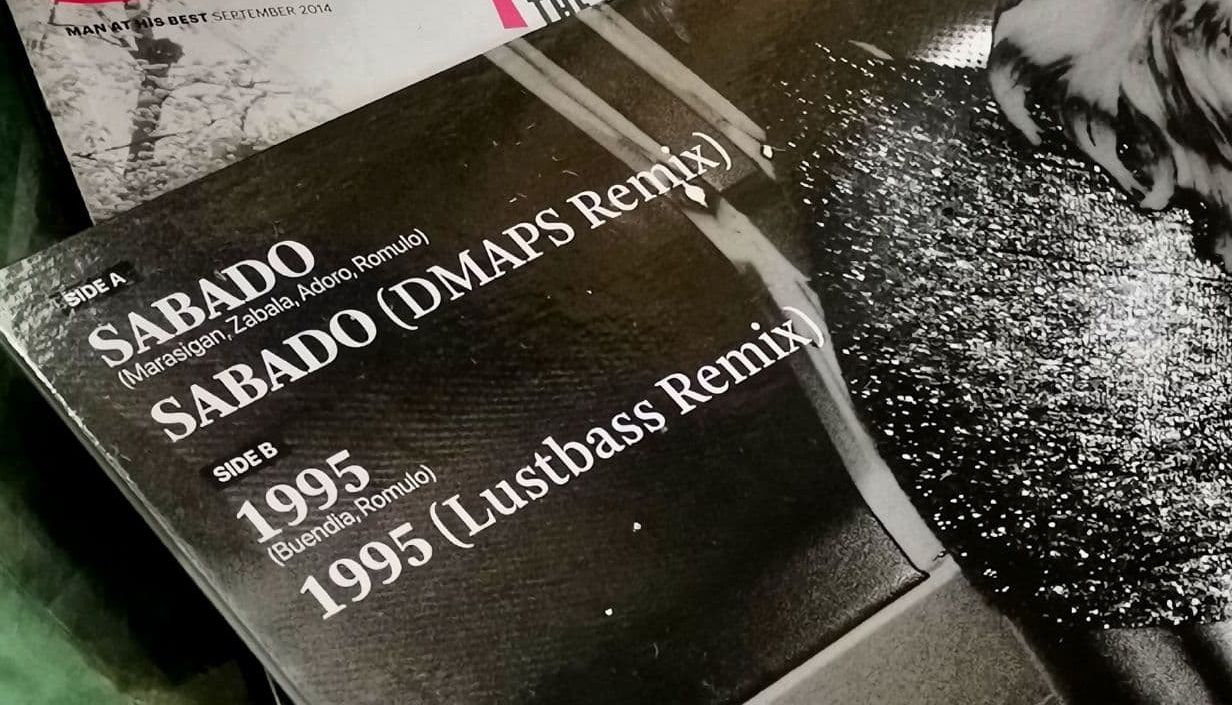 MAN AT HIS BEST SEPTEMBER 2014
SIDE A
SABADO
(Marasigan, Zabala, Adoro, Romulo)
SABADO (DMAPS Remix)
SIDE B
1995
(Buendia, Romulo)
1995 (Lustbass Remix)